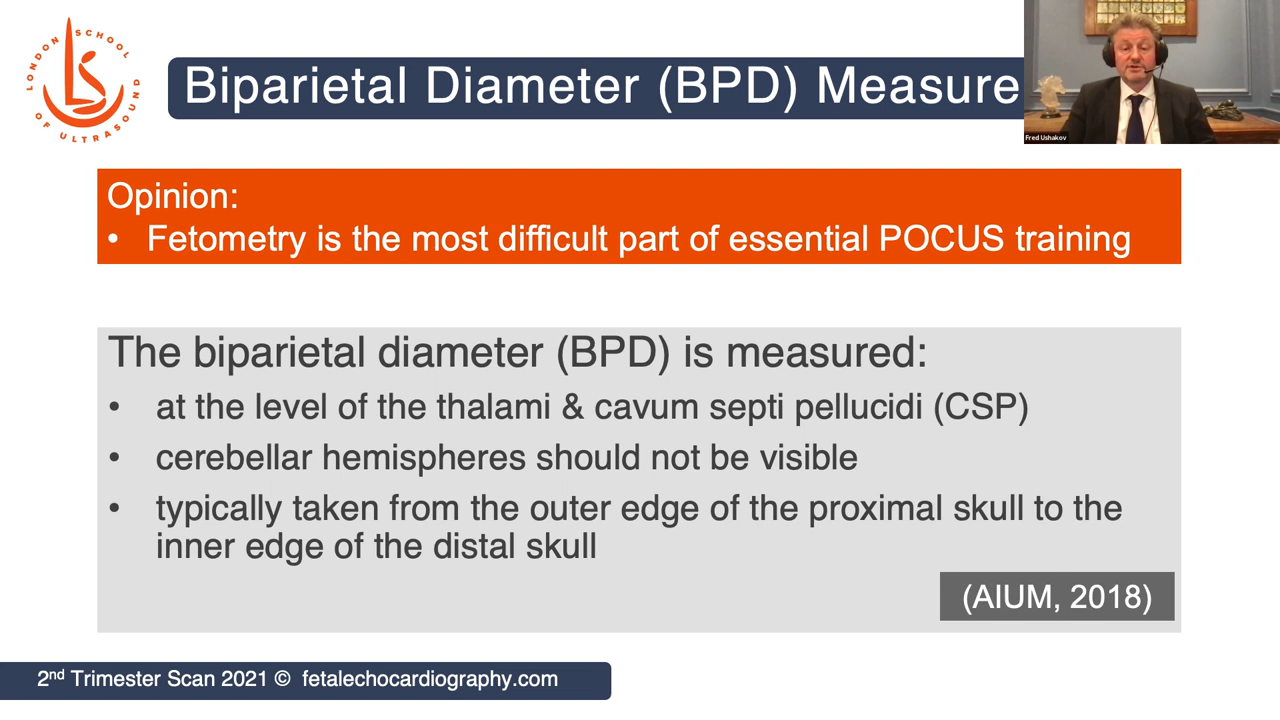 LONDON SCHOOL OF ULTRASOUND
Biparietal Diameter (BPD) Measure
Fred Ushakov
Opinion:
• Fetometry is the most difficult part of essential POCUS training
The biparietal diameter (BPD) is measured:
• at the level of the thalami & cavum septi pellucidi (CSP)
• cerebellar hemispheres should not be visible
• typically taken from the outer edge of the proximal skull to the
inner edge of the distal skull
(AIUM, 2018)
2nd Trimester Scan 2021 © fetalechocardiography.com